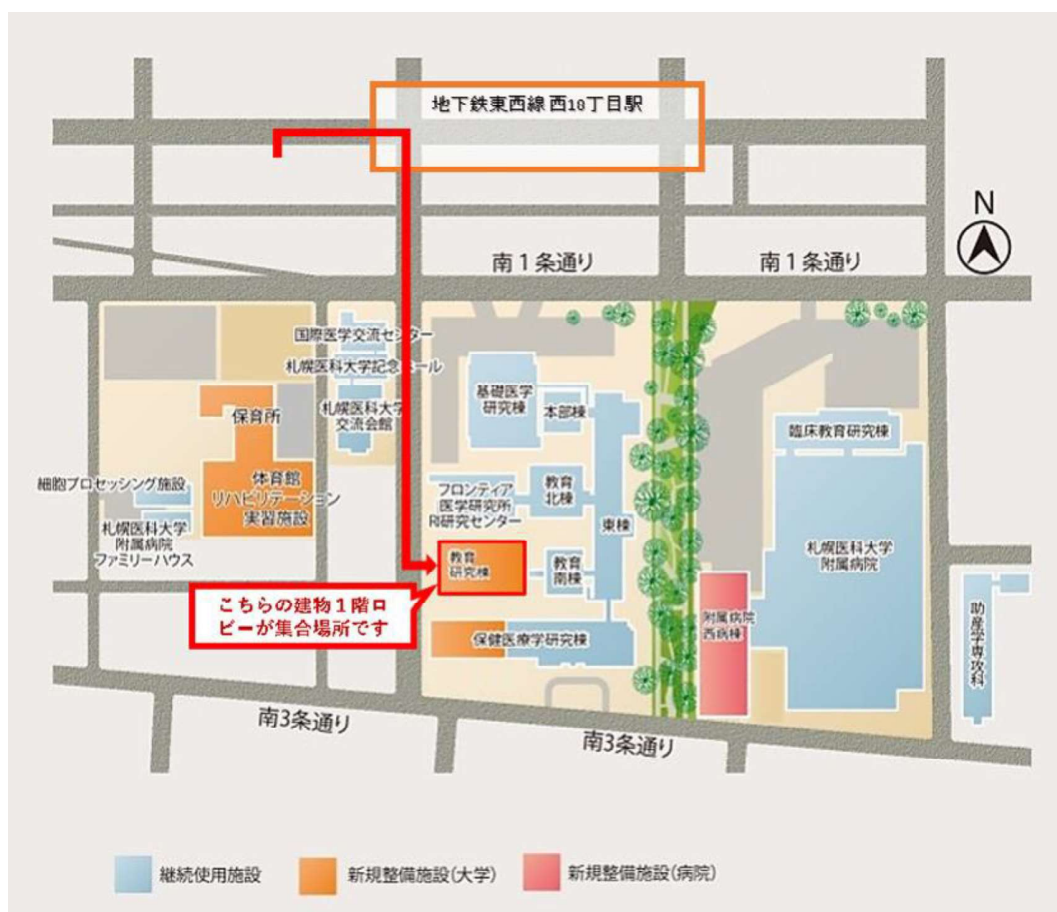 地下鉄東西線 西18丁目駅
N
南1条通り
南1条通り
国際医学交流センター
札幌医科大学記念ホール
札幌医科大学
交流会館
基礎医学
研究棟
本部棟
臨床教育研究棟
保育所
体育館
リハビリテーション
実習施設
細胞プロセッシング施設
札幌医科大学
附属病院
ファミリーハウス
フロンティア
医学研究所
RI研究センター
教育
北棟
東棟
教育
研究棟
教育
南棟
札幌医科大学
附属病院
こちらの建物1階ロ
ビーが集合場所です
保健医療学研究棟
附属病院
西病棟
助産学専攻科
南3条通り
南3条通り
継続使用施設
新規整備施設(大学)
新規整備施設(病院)